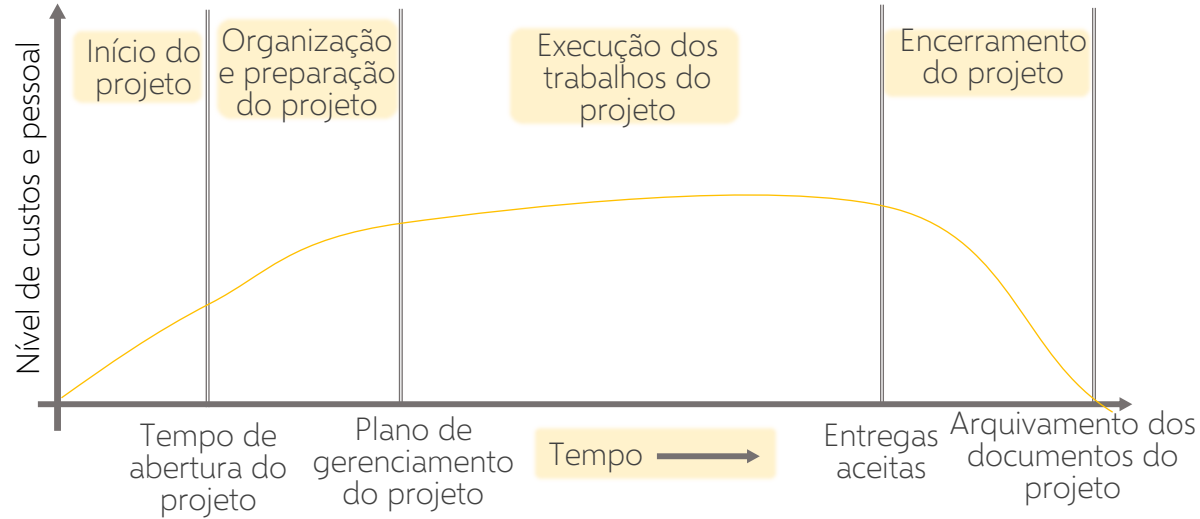 Nível de custos e pessoal
Início do
projeto
Organização
e preparação
do projeto
Execução dos
trabalhos do
projeto
Encerramento
do projeto
Tempo de
abertura do
projeto
Plano de
gerenciamento
do projeto
Tempo
Entregas
aceitas
Arquivamento dos
documentos do
projeto